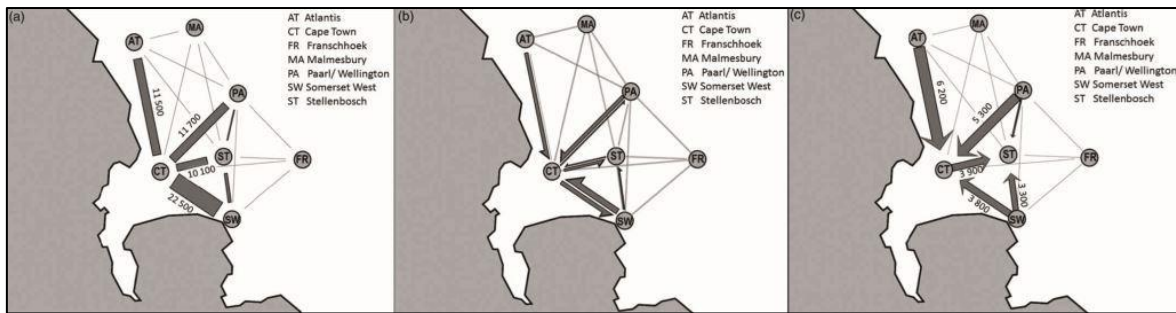 (a)
AT Atlantis
CT Cape Town
FR Franschhoek
MA Malmesbury
PA Paarl/ Wellington
SW Somerset West
ST Stellenbosch
MA
AT
PA
11 500
11 700
ST
FR
CT
10 100
22 500
SW
(b)
AT Atlantis
CT Cape Town
FR Franschhoek
MA Malmesbury
PA Paarl/ Wellington
SW Somerset West
ST Stellenbosch
MA
AT
PA
ST
FR
CT
SW
(c)
AT Atlantis
CT Cape Town
FR Franschhoek
MA Malmesbury
PA Paarl/ Wellington
SW Somerset West
ST Stellenbosch
MA
AT
PA
6 200
5 300
ST
FR
CT
3 900
3 300
3 800
SW